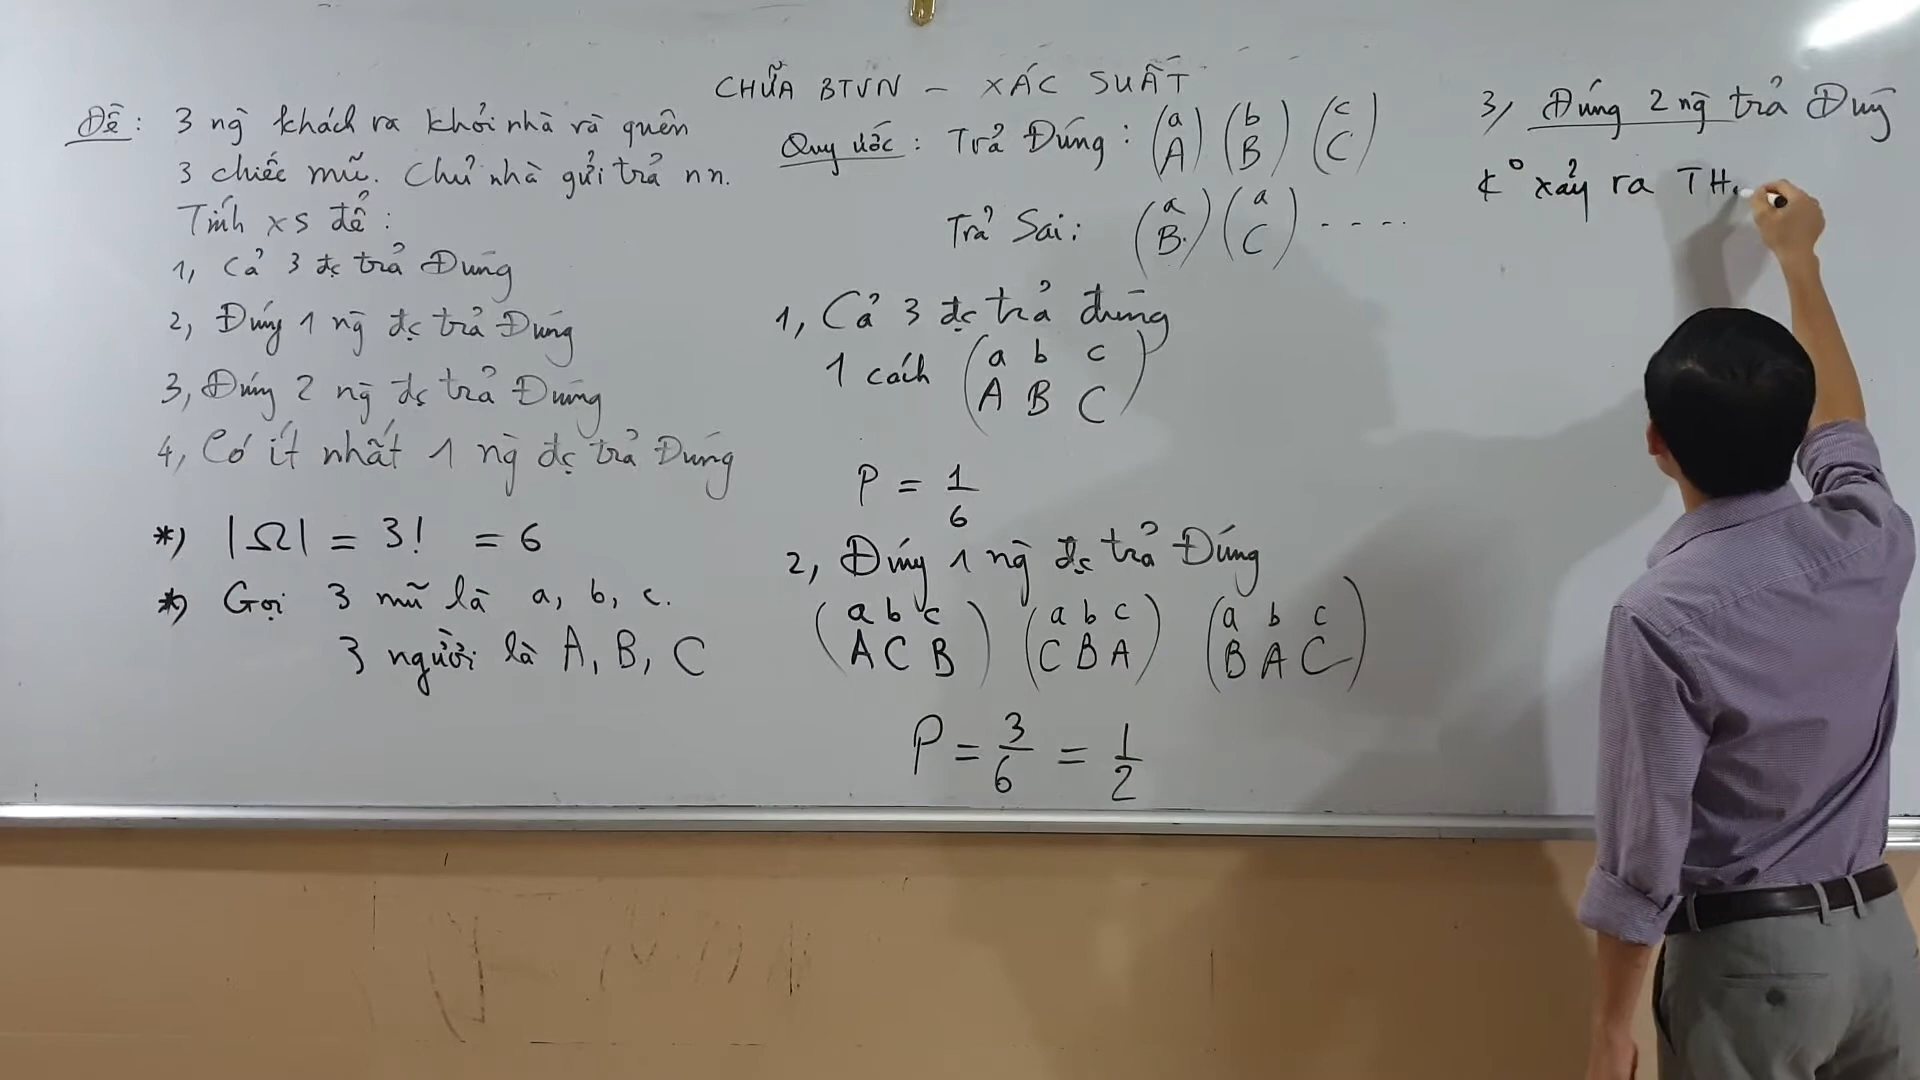 CHỮA BTVN - XÁC SUẤT
Đề: 3 ng̀ khách ra khỏi nhà và quên
3 chiếc mũ. Chủ nhà gửi trả nn.
Tính xs để:
1, Cả 3 đc trả Đúng
2, Đúng 1 ng̀ đc trả Đúng
3, Đúng 2 ng̀ đc trả Đúng
4, Có ít nhất 1 ng̀ đc trả Đúng
*) |Ω| = 3! = 6
*) Gọi 3 mũ là a, b, c.
3 người là A, B, C
Quy ước: Trả Đúng: (a A) (b B) (c C)
Trả Sai: (a B) (a C) - - - -
1, Cả 3 đc trả đúng
1 cách (a b c
A B C)
P = 1/6
2, Đúng 1 ng̀ đc trả Đúng
(a b c (a b c (a b c
A C B) C B A) B A C)
P = 3/6 = 1/2
3, Đúng 2 ng̀ trả Đúng
K° xảy ra TH